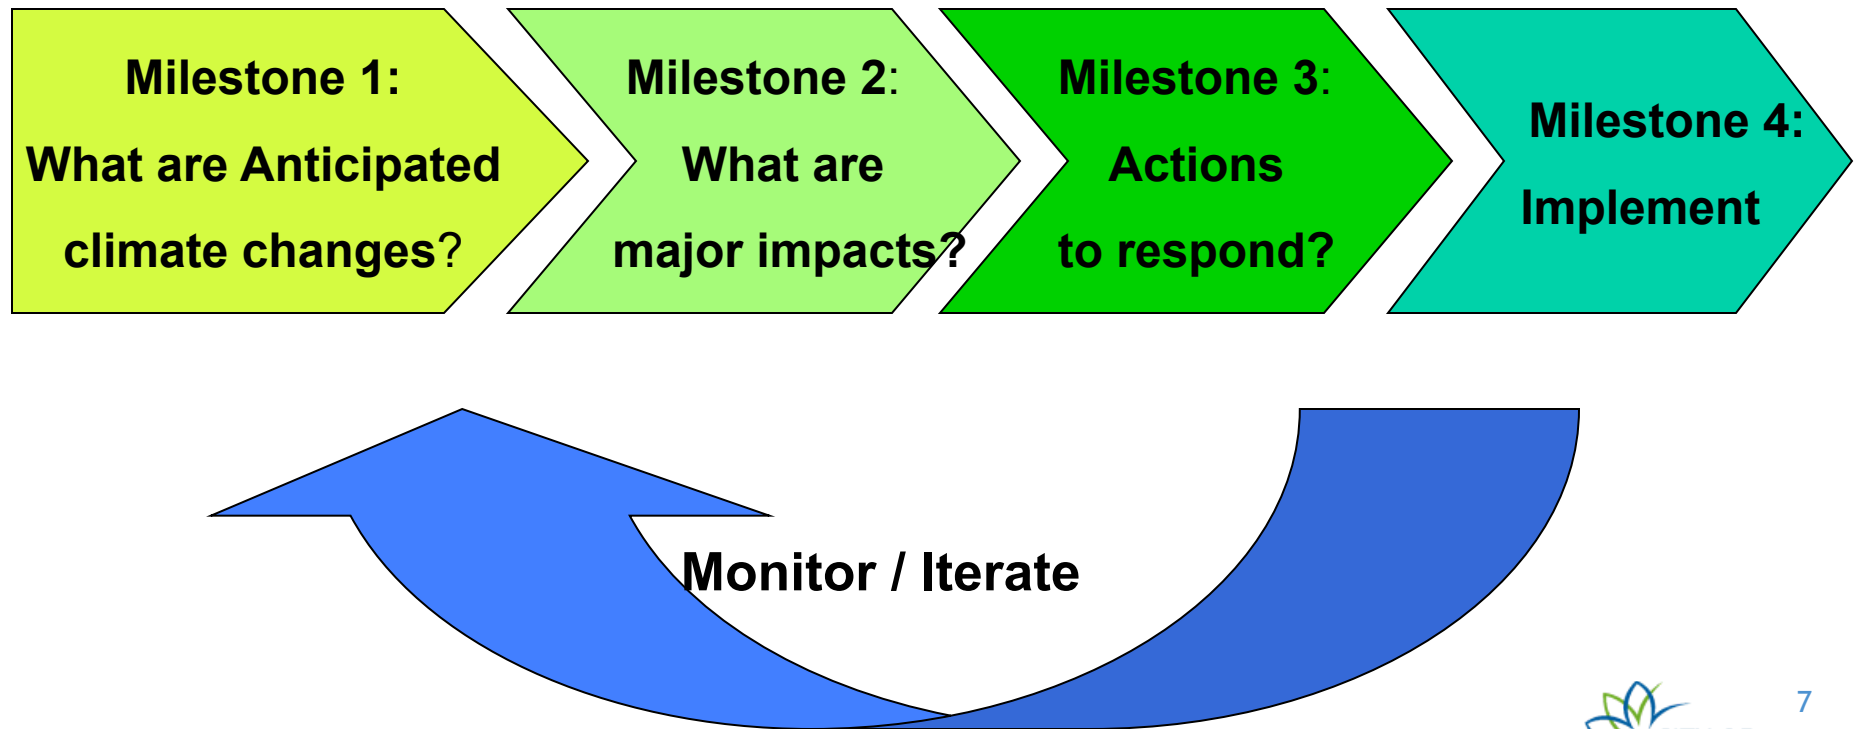 Milestone 1:
What are Anticipated
climate changes?
Milestone 2:
What are
major impacts?
Milestone 3:
Actions
to respond?
Milestone 4:
Implement
Monitor / Iterate
7